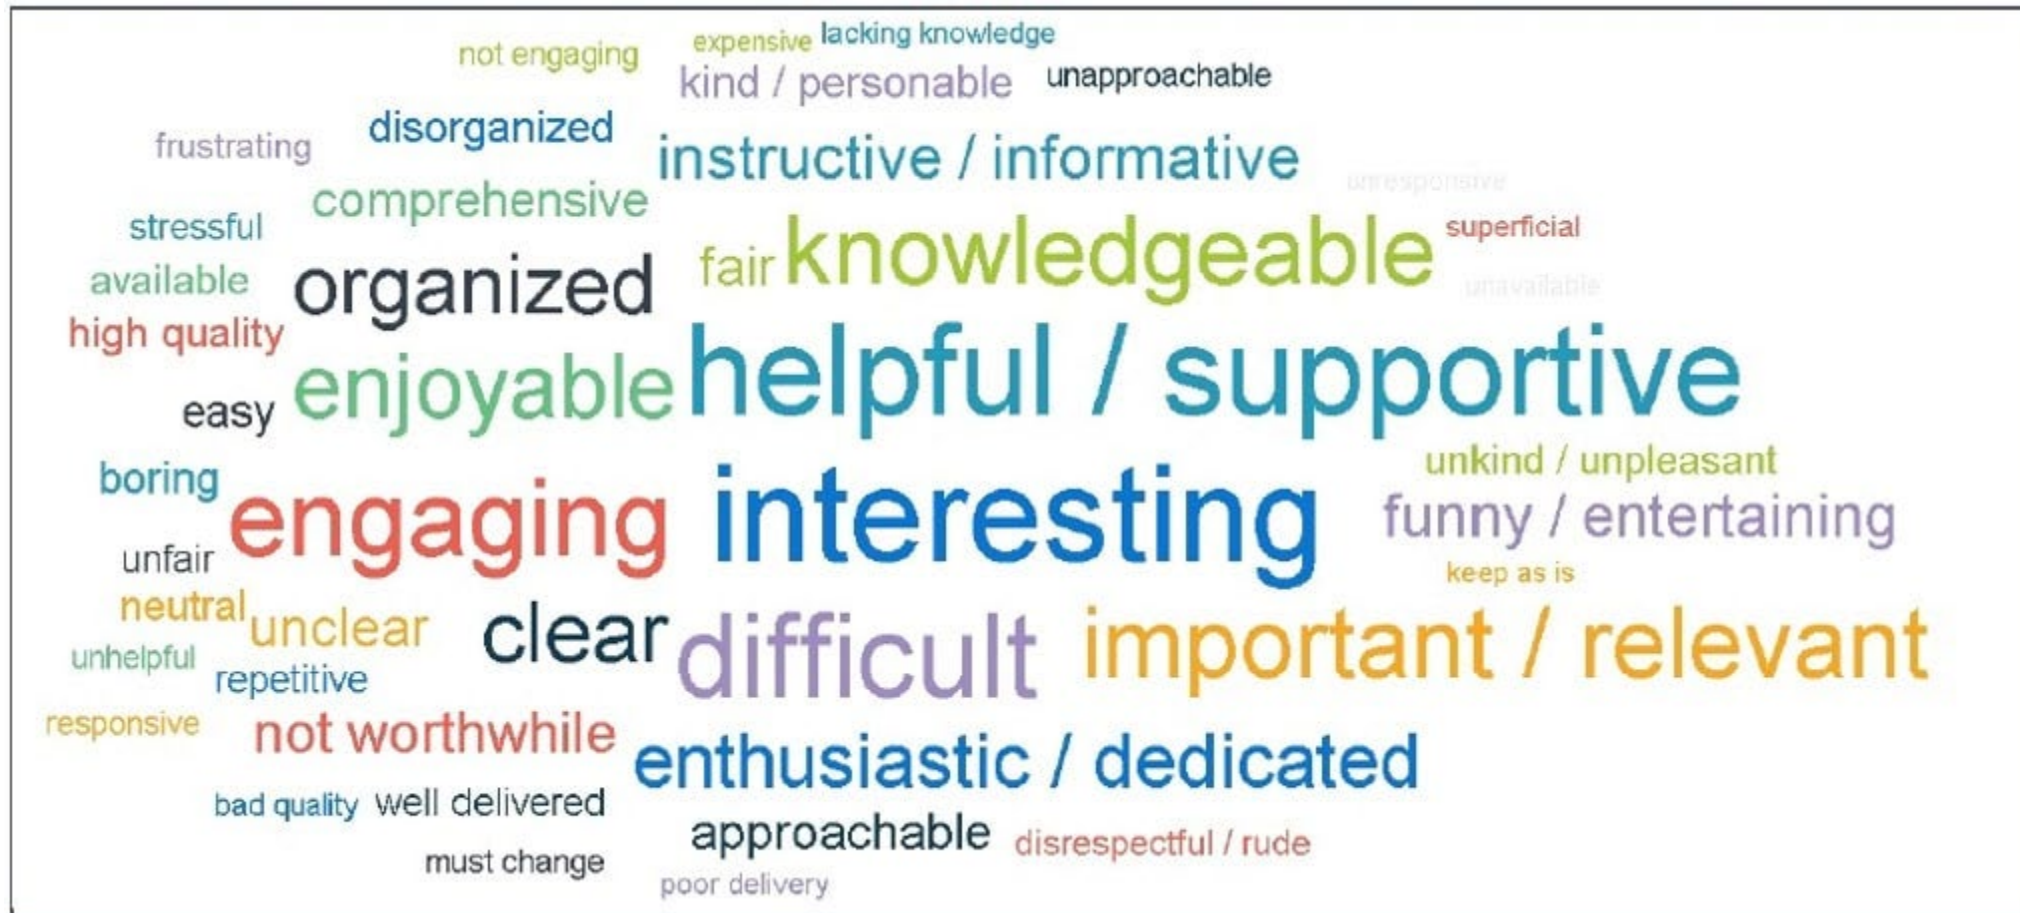 not engaging
expensive
lacking knowledge
kind / personable
unapproachable
disorganized
frustrating
instructive / informative
unresponsive
comprehensive
stressful
superficial
fair
knowledgeable
available
organized
unavailable
high quality
enjoyable
helpful / supportive
easy
unkind / unpleasant
boring
engaging
interesting
funny / entertaining
unfair
keep as is
neutral
unclear
clear
difficult
important / relevant
unhelpful
repetitive
responsive
not worthwhile
enthusiastic / dedicated
bad quality
well delivered
approachable
disrespectful / rude
must change
poor delivery